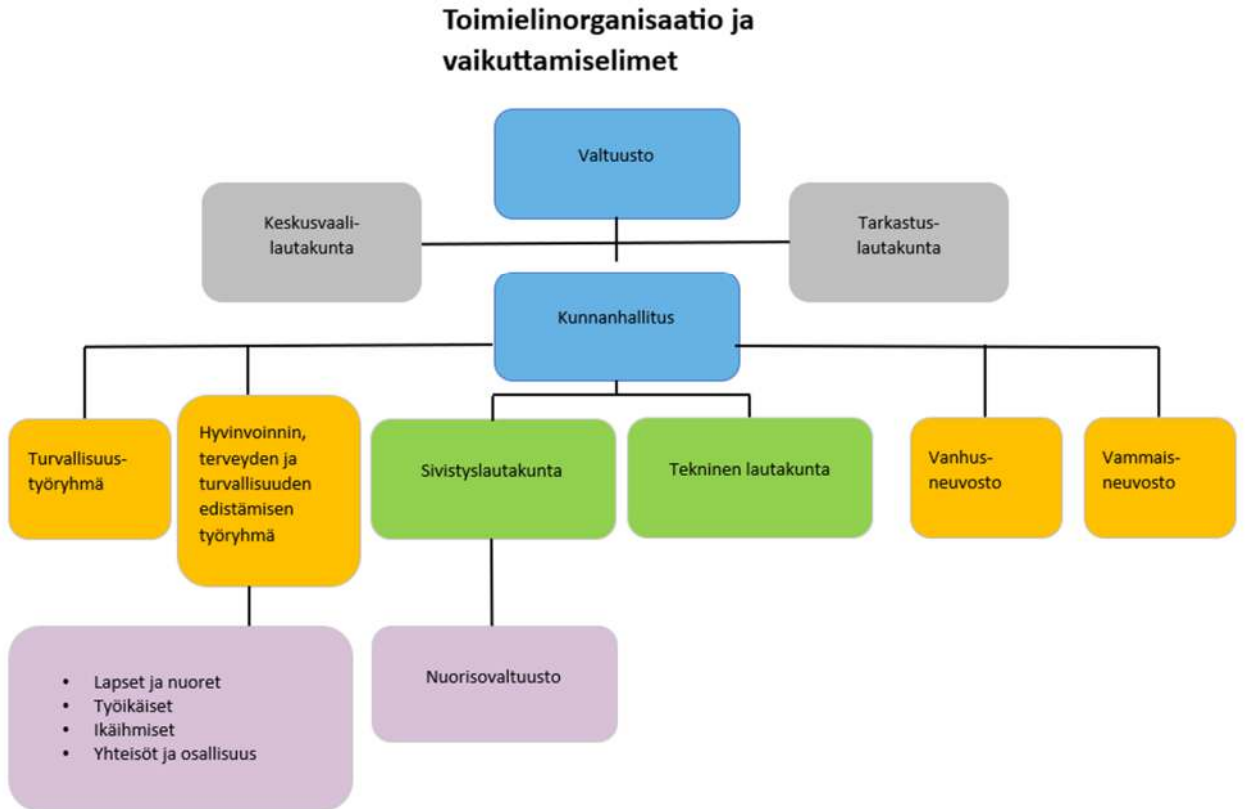 Toimielinorganisaatio ja
vaikuttamiselimet
Valtuusto
Keskusvaali-
lautakunta
Tarkastus-
lautakunta
Kunnanhallitus
Turvallisuus-
työryhmä
Hyvinvoinnin,
terveyden ja
turvallisuuden
edistämisen
työryhmä
Sivistyslautakunta
Tekninen lautakunta
Vanhus-
neuvosto
Vammais-
neuvosto
• Lapset ja nuoret
• Työikäiset
• Ikäihmiset
• Yhteisöt ja osallisuus
Nuorisovaltuusto